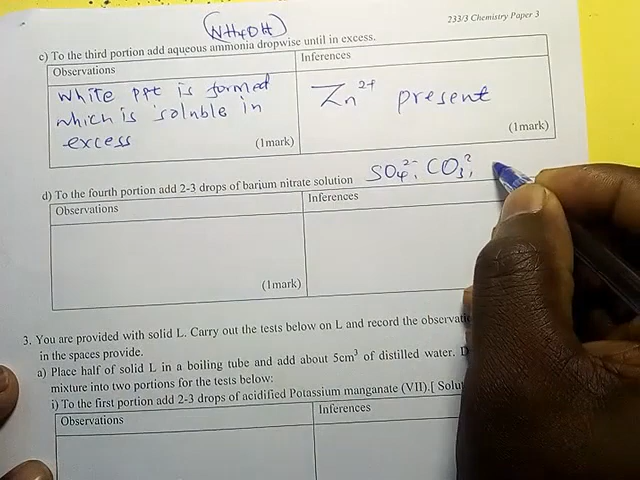 (NH4OH)
233/3 Chemistry Paper 3
c) To the third portion add aqueous ammonia dropwise until in excess.
Observations
Inferences
White ppt is formed
which is soluble in
excess
(1mark)
Zn²⁺ present
(1mark)
d) To the fourth portion add 2-3 drops of barium nitrate solution
SO₄²⁻, CO₃²,
Observations
Inferences
(1mark)
3. You are provided with solid L. Carry out the tests below on L and record the
in the spaces provide.
a) Place half of solid L in a boiling tube and add about 5cm³ of distilled water.
mixture into two portions for the tests below:
i) To the first portion add 2-3 drops of acidified Potassium manganate (VII).[
Observations
Inferences